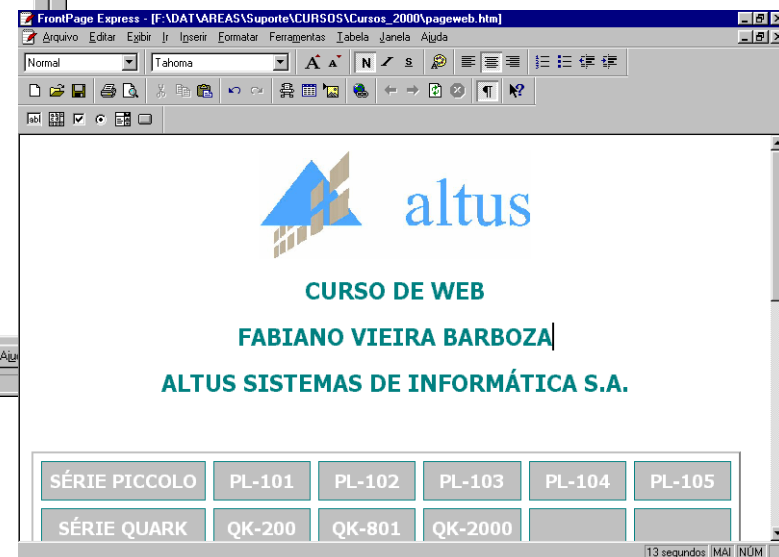 FrontPage Express - [F:\DAT\AREAS\Suporte\CURSOS\Cursos_2000\pageweb.htm]
Arquivo Editar Exibir Ir Inserir Formatar Ferramentas Tabela Janela Ajuda
Normal Tahoma A A N I S
altus
CURSO DE WEB
FABIANO VIEIRA BARBOZA
Aju
ALTUS SISTEMAS DE INFORMÁTICA S.A.
SÉRIE PICCOLO PL-101 PL-102 PL-103 PL-104 PL-105
SÉRIE QUARK QK-200 QK-801 QK-2000
13 segundos MAI NÚM